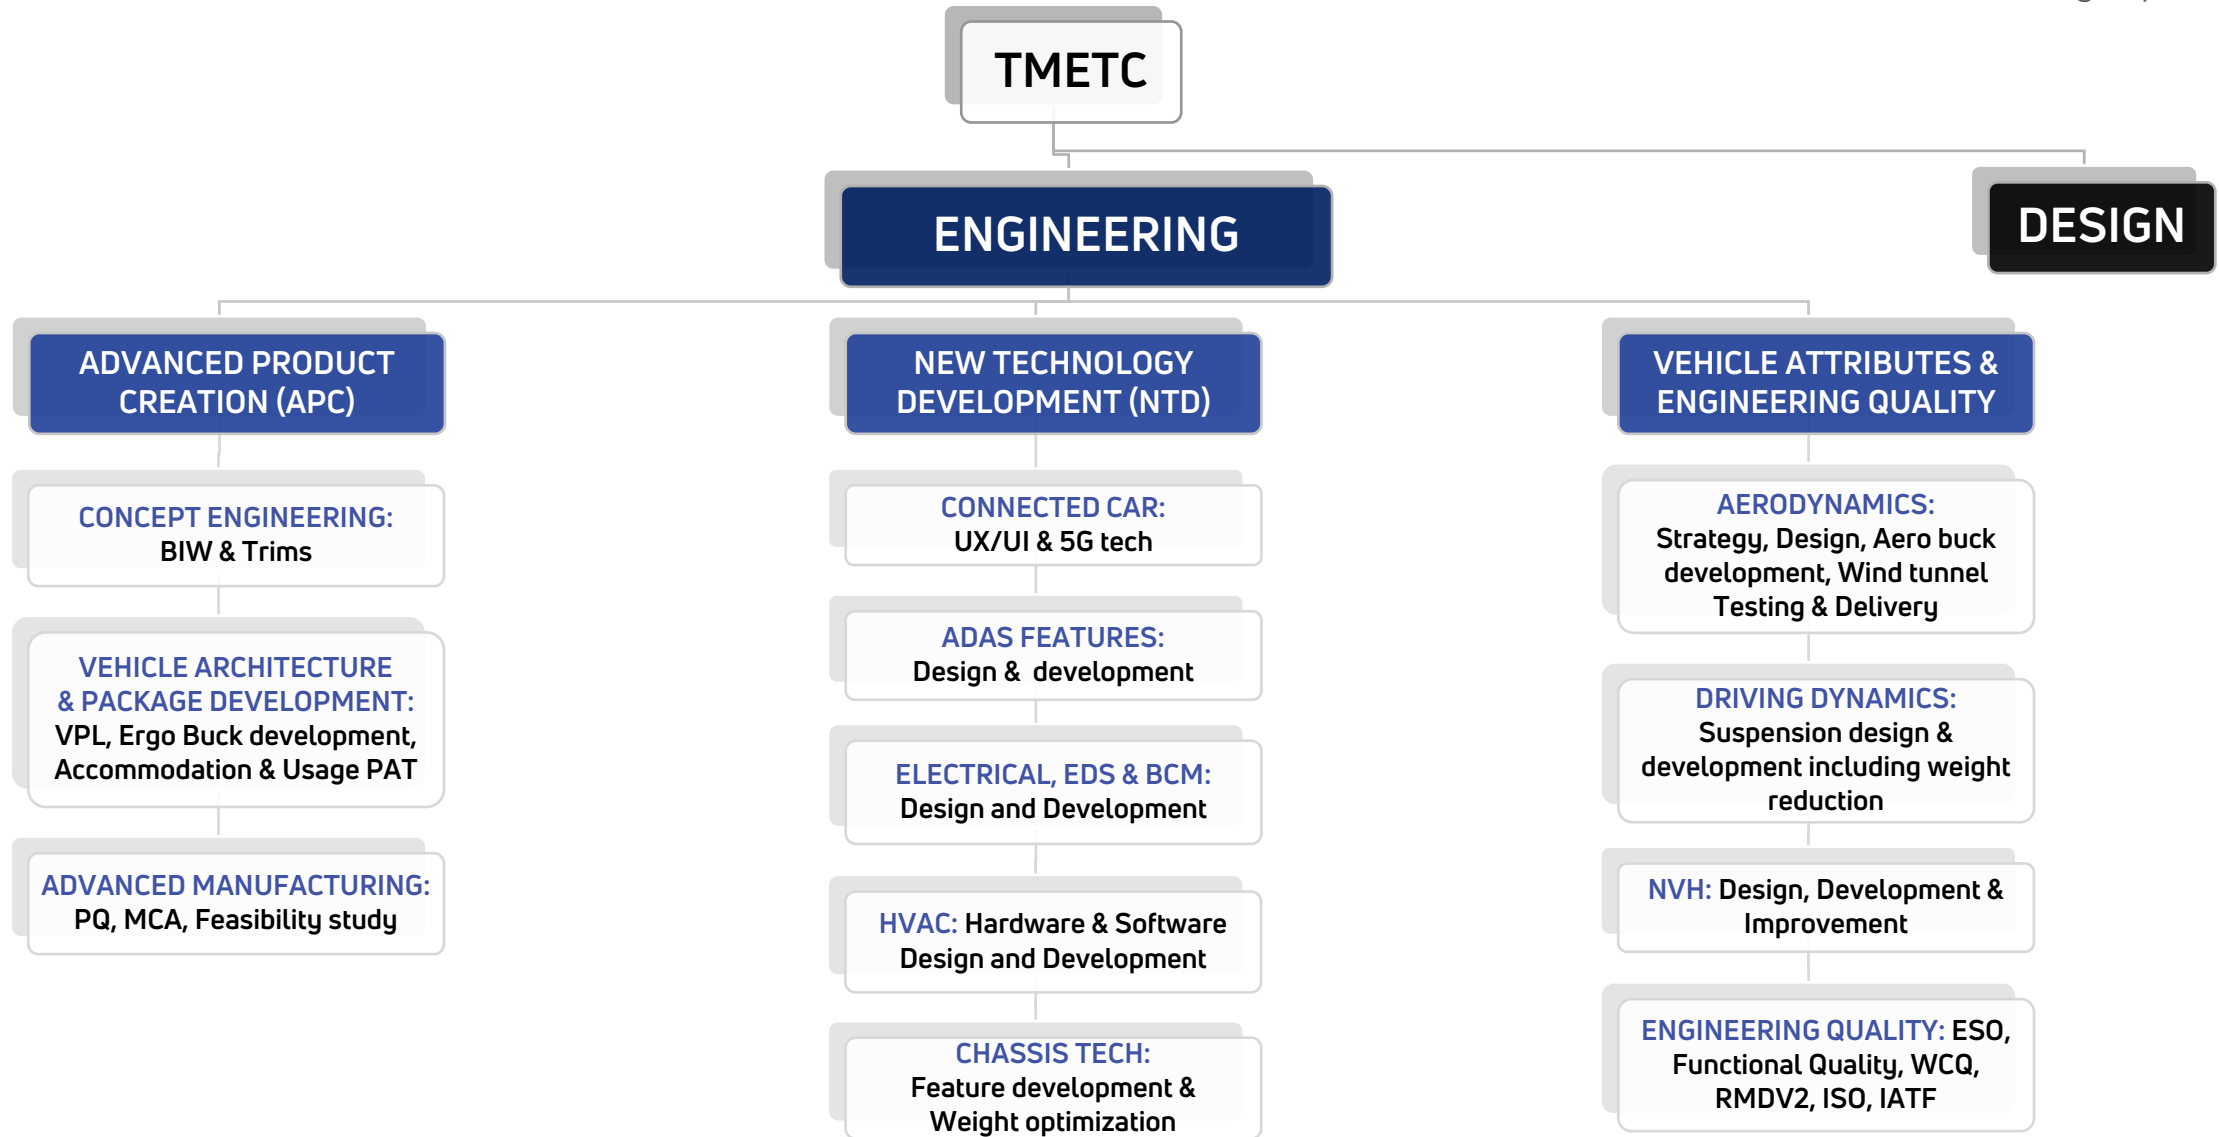 TMETC
ENGINEERING
DESIGN
ADVANCED PRODUCT
CREATION (APC)
CONCEPT ENGINEERING:
BIW & Trims
VEHICLE ARCHITECTURE
& PACKAGE DEVELOPMENT:
VPL, Ergo Buck development,
Accommodation & Usage PAT
ADVANCED MANUFACTURING:
PQ, MCA, Feasibility study
NEW TECHNOLOGY
DEVELOPMENT (NTD)
CONNECTED CAR:
UX/UI & 5G tech
ADAS FEATURES:
Design & development
ELECTRICAL, EDS & BCM:
Design and Development
HVAC: Hardware & Software
Design and Development
CHASSIS TECH:
Feature development &
Weight optimization
VEHICLE ATTRIBUTES &
ENGINEERING QUALITY
AERODYNAMICS:
Strategy, Design, Aero buck
development, Wind tunnel
Testing & Delivery
DRIVING DYNAMICS:
Suspension design &
development including weight
reduction
NVH: Design, Development &
Improvement
ENGINEERING QUALITY: ESO,
Functional Quality, WCQ,
RMDV2, ISO, IATF